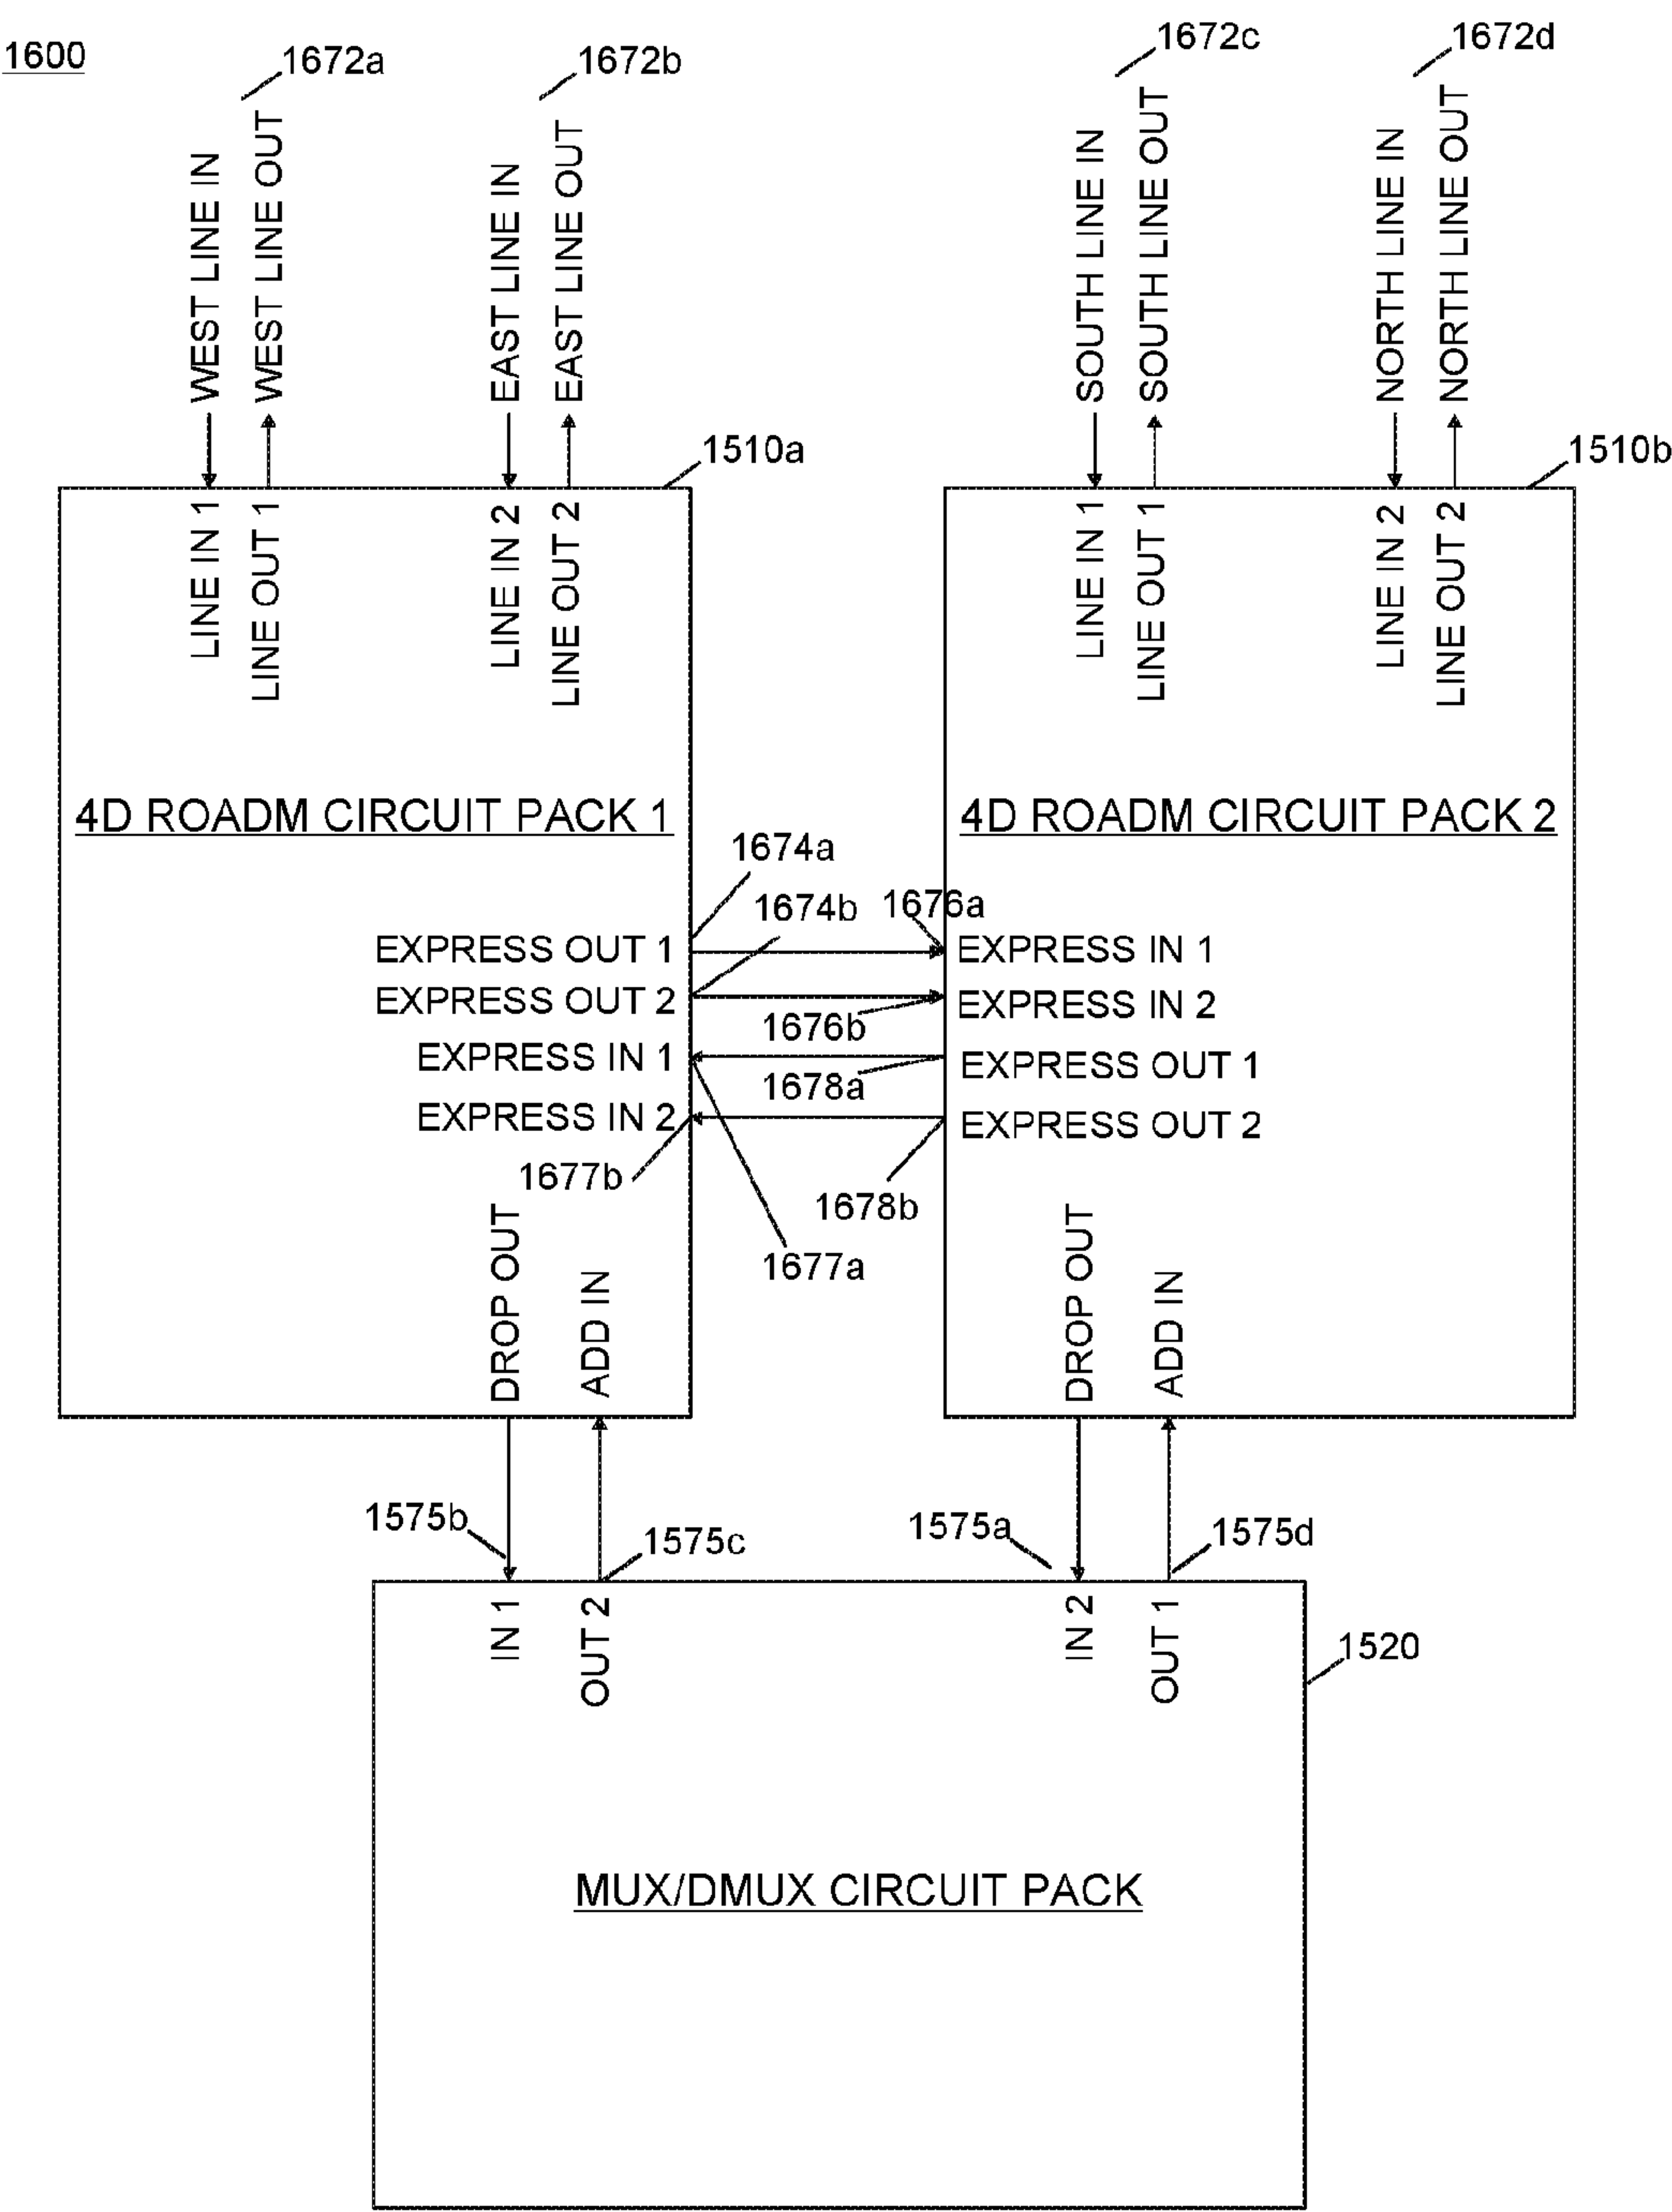 1600
1672a
1672b
1672c
1672d
WEST LINE IN
WEST LINE OUT
EAST LINE IN
EAST LINE OUT
SOUTH LINE IN
SOUTH LINE OUT
NORTH LINE IN
NORTH LINE OUT
1510a
1510b
LINE IN 1
LINE OUT 1
LINE IN 2
LINE OUT 2
LINE IN 1
LINE OUT 1
LINE IN 2
LINE OUT 2
4D ROADM CIRCUIT PACK 1
4D ROADM CIRCUIT PACK 2
1674a
1674b
1676a
EXPRESS OUT 1
EXPRESS IN 1
EXPRESS OUT 2
EXPRESS IN 2
1676b
EXPRESS IN 1
EXPRESS OUT 1
1678a
EXPRESS IN 2
EXPRESS OUT 2
1677b
1678b
1677a
DROP OUT
ADD IN
DROP OUT
ADD IN
1575b
1575c
1575a
1575d
IN 1
OUT 2
IN 2
OUT 1
1520
MUX/DMUX CIRCUIT PACK